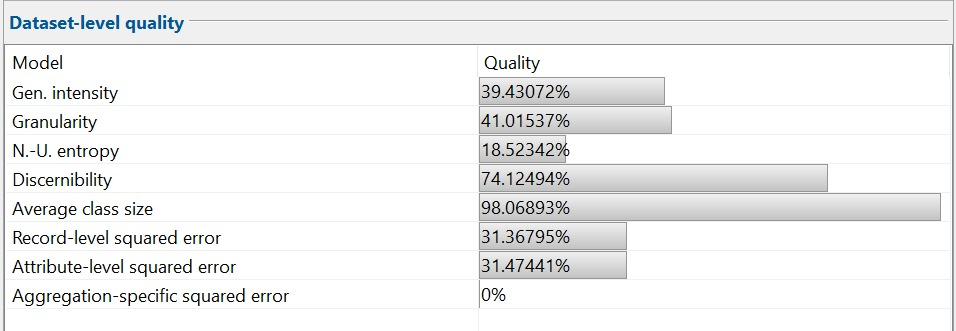 Dataset-level quality
Model Quality
Gen. intensity 39.43072%
Granularity 41.01537%
N.-U. entropy 18.52342%
Discernibility 74.12494%
Average class size 98.06893%
Record-level squared error 31.36795%
Attribute-level squared error 31.47441%
Aggregation-specific squared error 0%